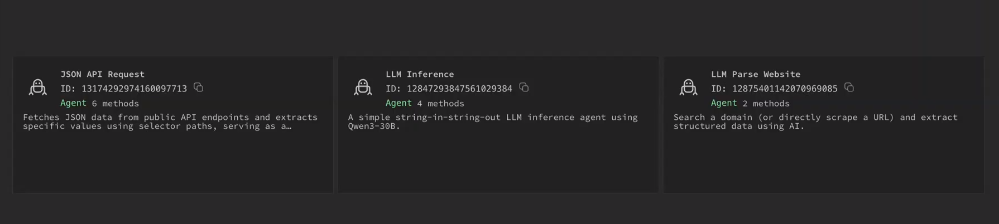 JSON API Request
ID: 13174292974160097713
Agent 6 methods
Fetches JSON data from public API endpoints and extracts
specific values using selector paths, serving as a…
LLM Inference
ID: 12847293847561029384
Agent 4 methods
A simple string-in-string-out LLM inference agent using
Qwen3-30B.
LLM Parse Website
ID: 12875401142070969085
Agent 2 methods
Search a domain (or directly scrape a URL) and extract
structured data using AI.